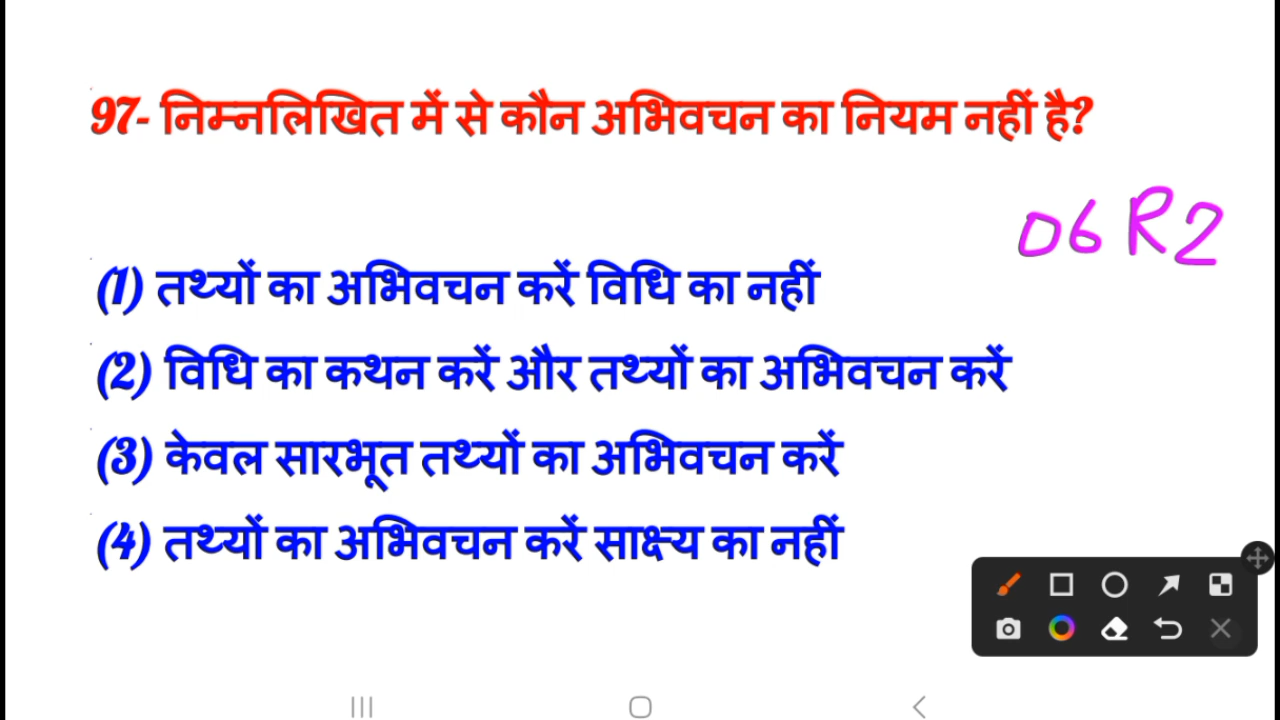 97- निम्नलिखित में से कौन अभिवचन का नियम नहीं है?
06 R2
(1) तथ्यों का अभिवचन करें विधि का नहीं
(2) विधि का कथन करें और तथ्यों का अभिवचन करें
(3) केवल सारभूत तथ्यों का अभिवचन करें
(4) तथ्यों का अभिवचन करें साक्ष्य का नहीं